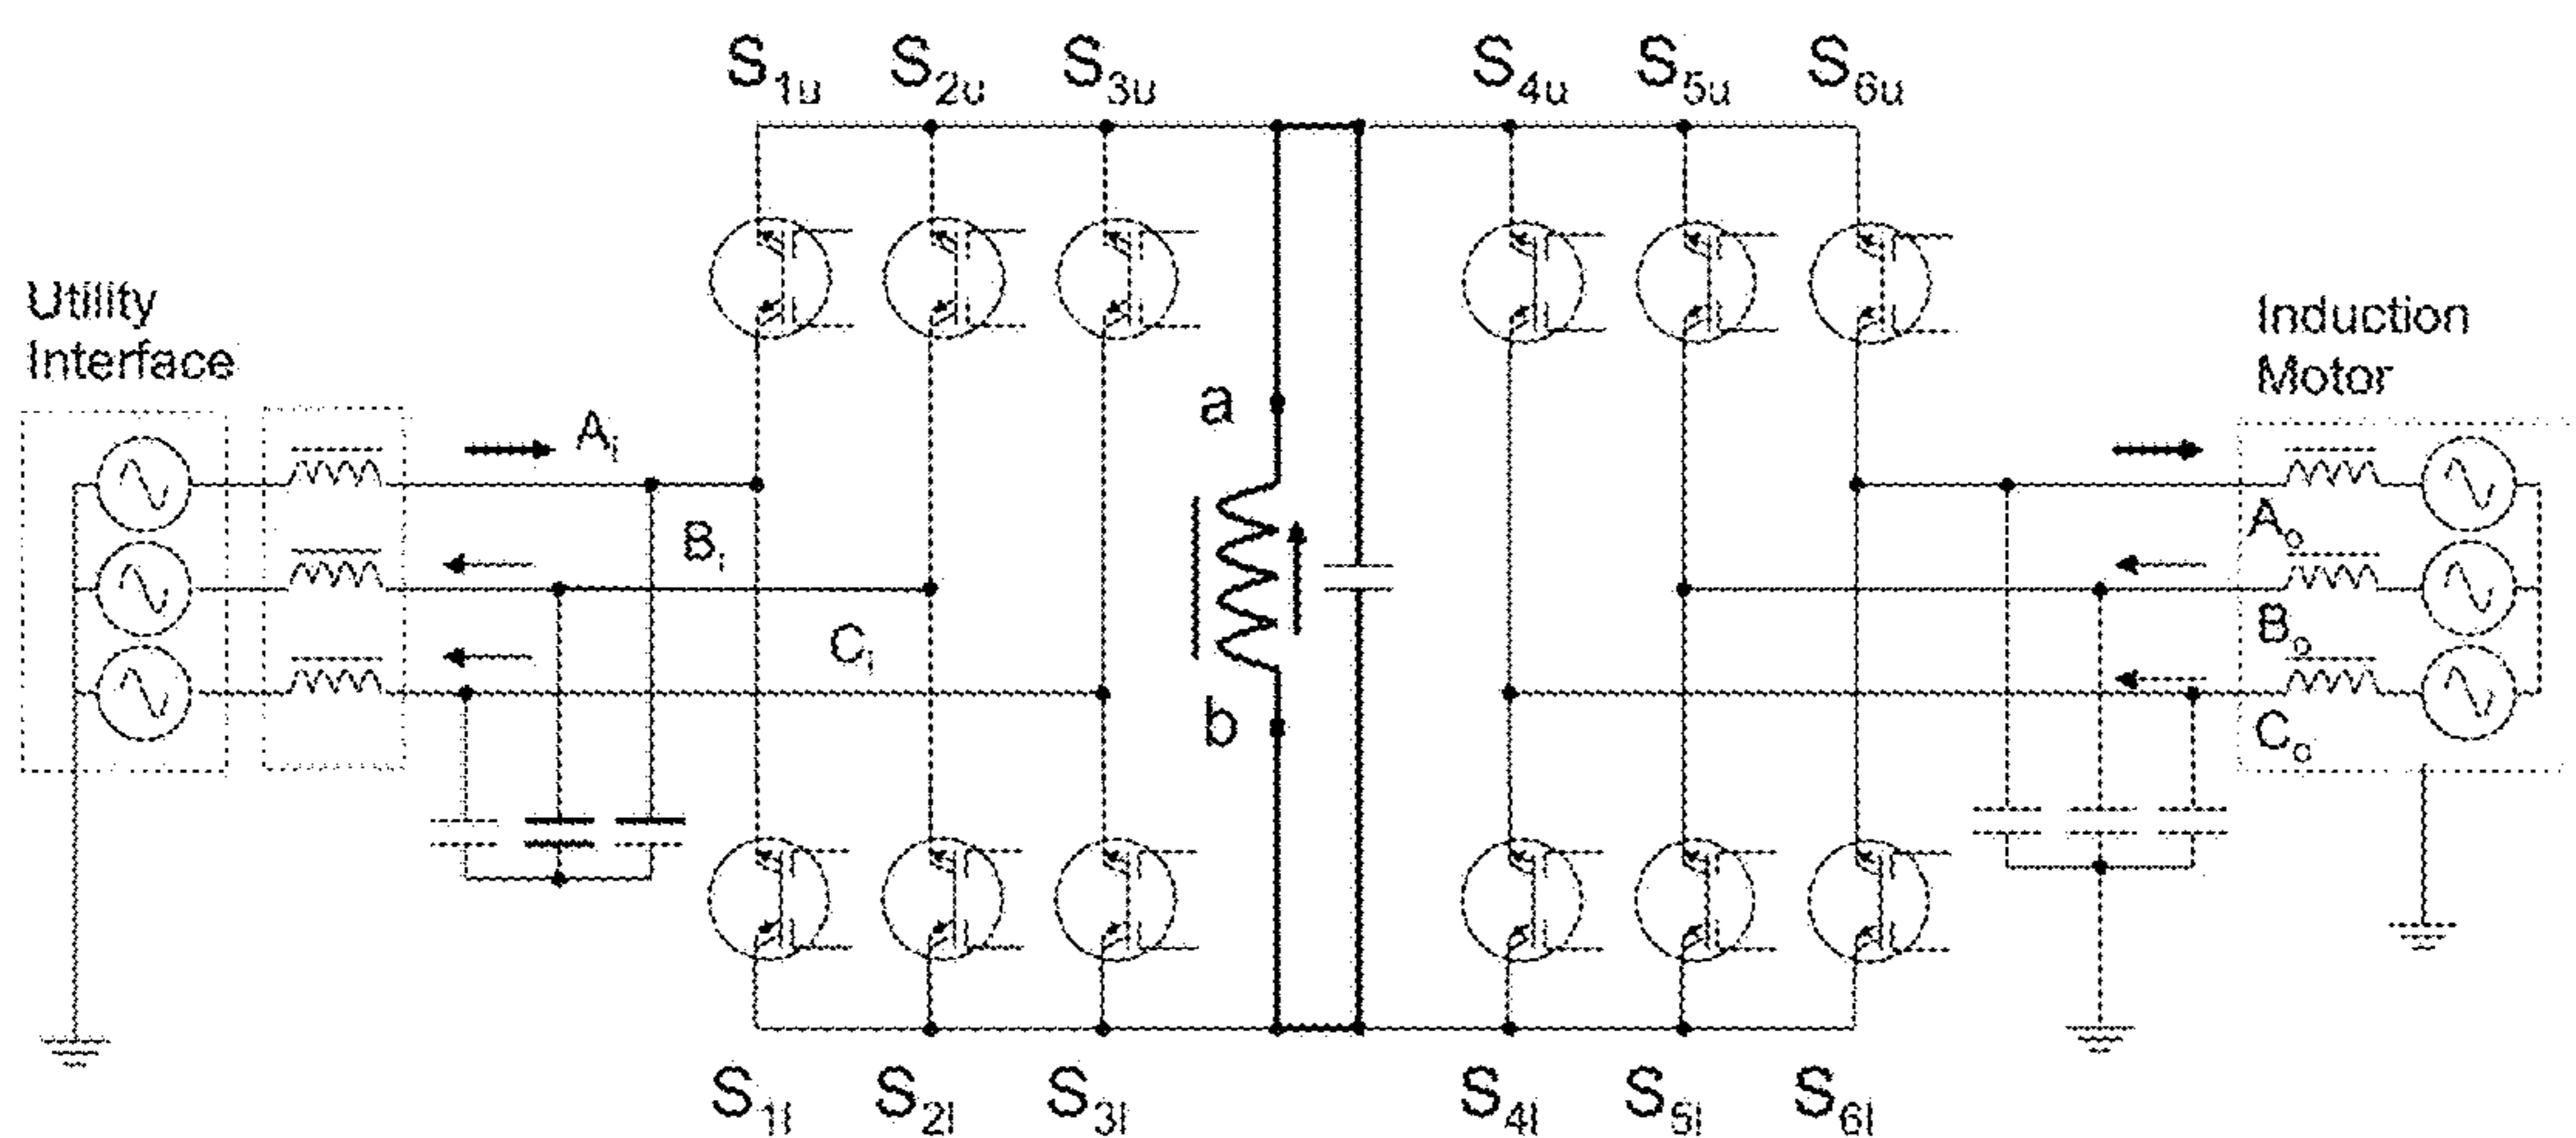 S1u S2u S3u S4u S5u S6u
Utility
Interface
Induction
Motor
Ai
Bi
Ci
a
b
Ao
Bo
Co
S1l S2l S3l S4l S5l S6l